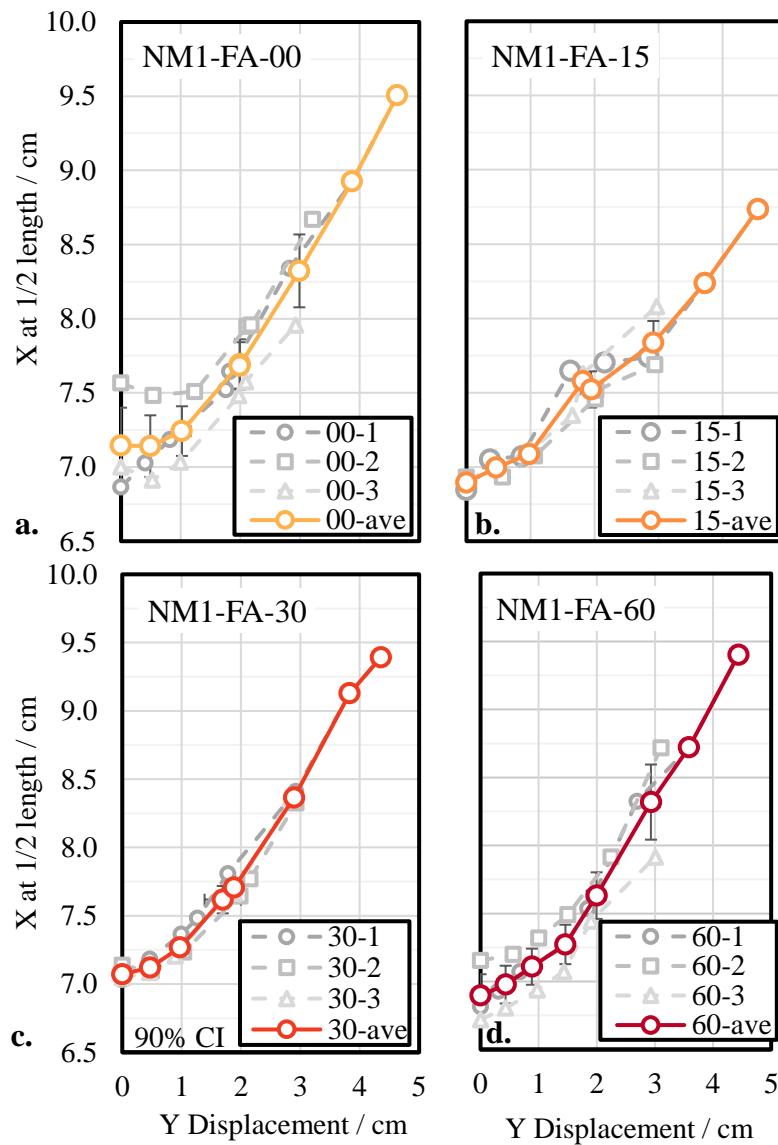 NM1-FA-00
NM1-FA-15
10.0
9.5
9.0
8.5
8.0
7.5
7.0
6.5
X at 1/2 length / cm
00-1
00-2
00-3
00-ave
a.
15-1
15-2
15-3
15-ave
b.
NM1-FA-30
NM1-FA-60
10.0
9.5
9.0
8.5
8.0
7.5
7.0
6.5
X at 1/2 length / cm
30-1
30-2
30-3
30-ave
c.
90% CI
60-1
60-2
60-3
60-ave
d.
0 1 2 3 4 5
0 1 2 3 4 5
Y Displacement / cm
Y Displacement / cm